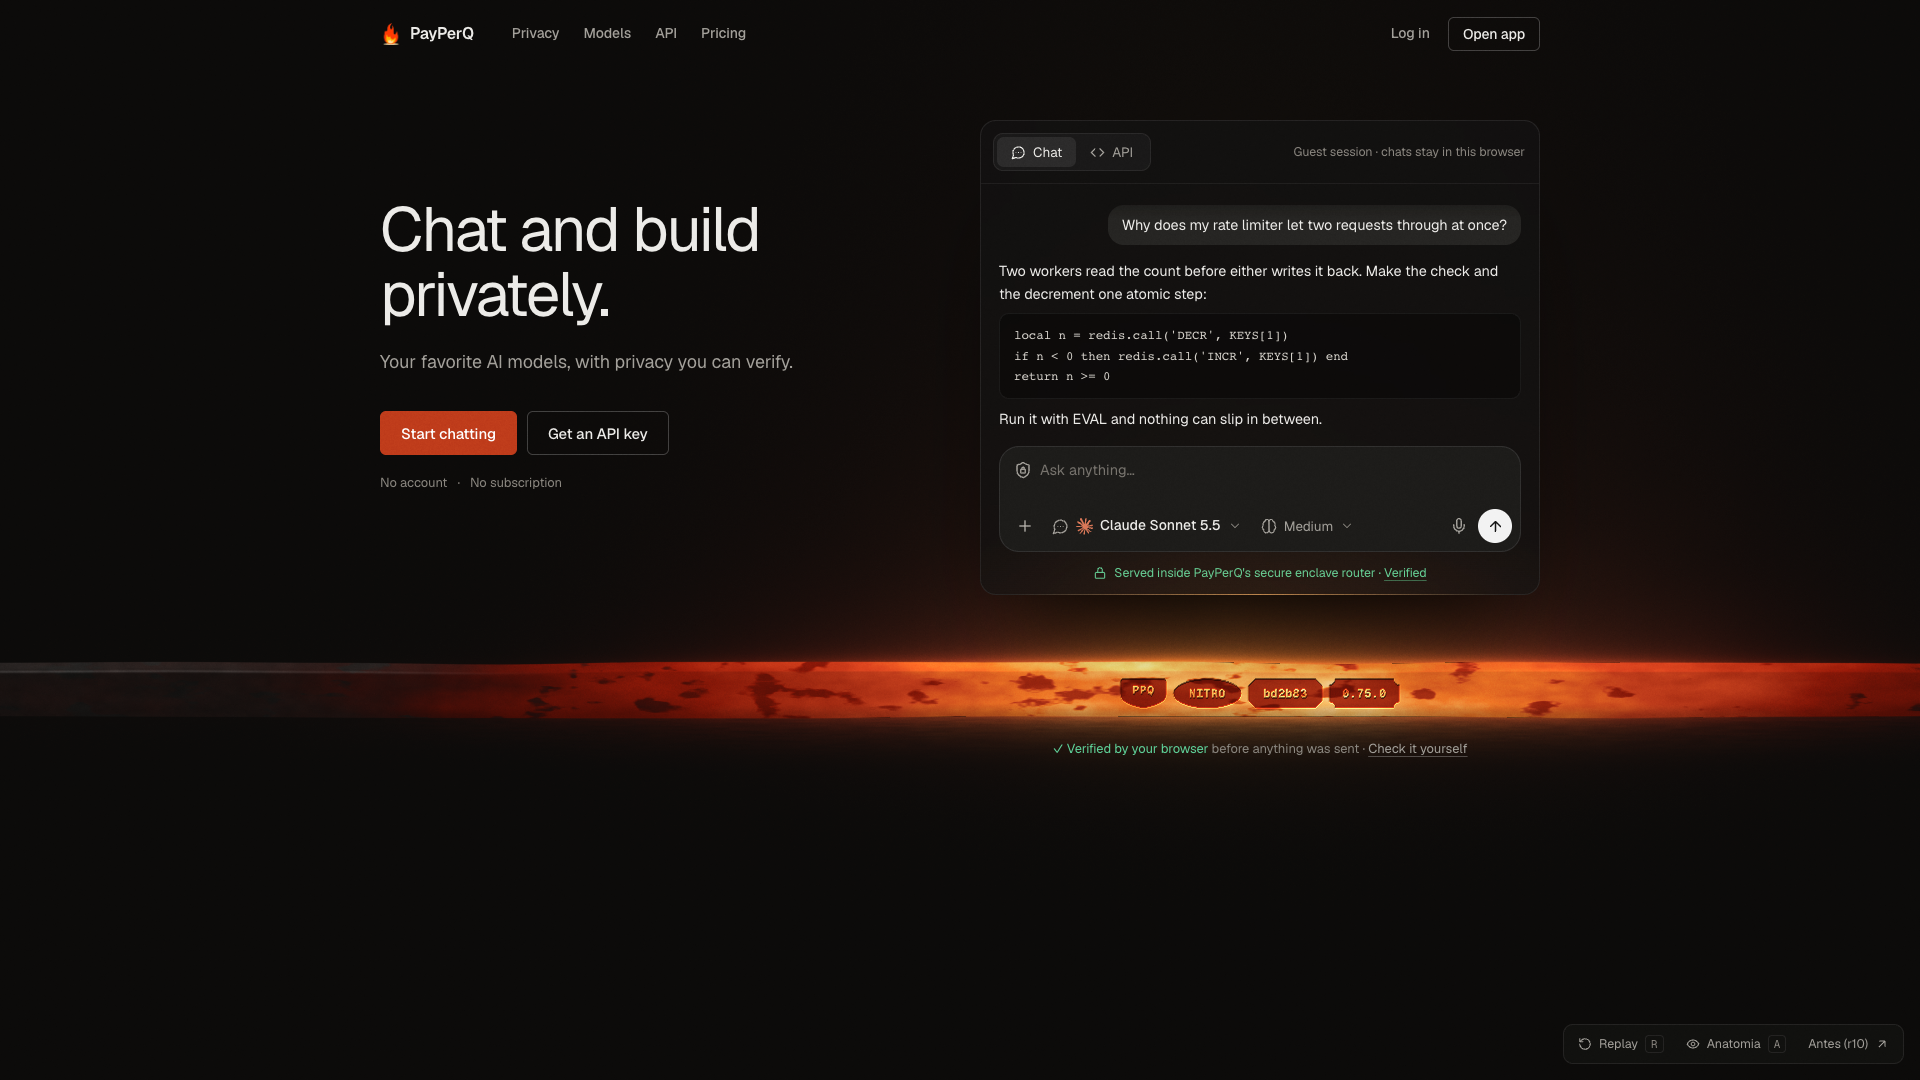 PayPerQ
Privacy
Models
API
Pricing
Log in
Open app
Chat and build
privately.
Your favorite AI models, with privacy you can verify.
Start chatting
Get an API key
No account · No subscription
Chat
API
Guest session · chats stay in this browser
Why does my rate limiter let two requests through at once?
Two workers read the count before either writes it back. Make the check and
the decrement one atomic step:
local n = redis.call('DECR', KEYS[1])
if n < 0 then redis.call('INCR', KEYS[1]) end
return n >= 0
Run it with EVAL and nothing can slip in between.
Ask anything…
Claude Sonnet 5.5
Medium
Served inside PayPerQ's secure enclave router · Verified
PPQ
NITRO
bd2b83
0.75.0
✓ Verified by your browser before anything was sent · Check it yourself
Replay R
Anatomia A
Antes (r10) ↗